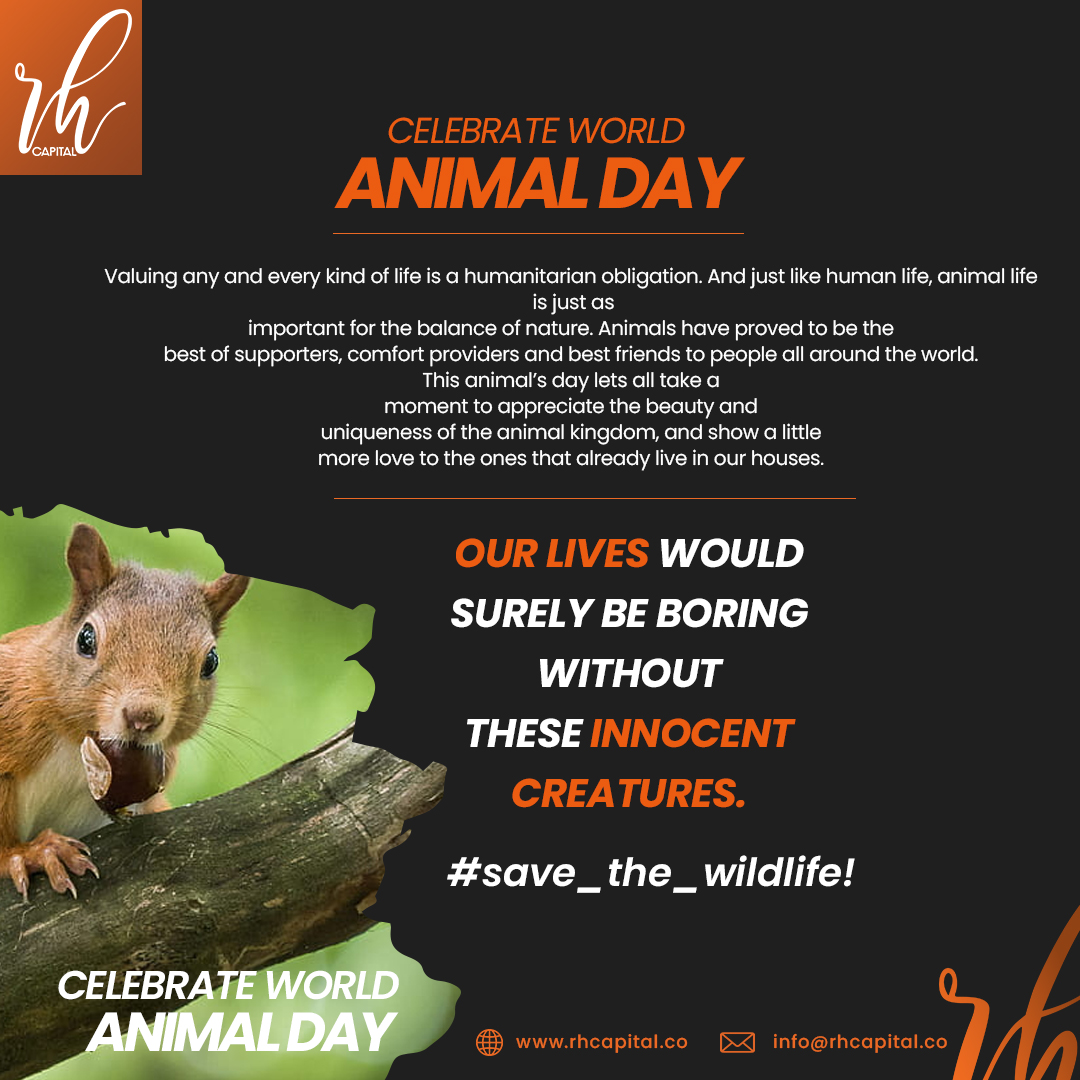 rh
CAPITAL
CELEBRATE WORLD
ANIMAL DAY
Valuing any and every kind of life is a humanitarian obligation. And just like human life, animal life
is just as
important for the balance of nature. Animals have proved to be the
best of supporters, comfort providers and best friends to people all around the world.
This animal's day lets all take a
moment to appreciate the beauty and
uniqueness of the animal kingdom, and show a little
more love to the ones that already live in our houses.
OUR LIVES WOULD
SURELY BE BORING
WITHOUT
THESE INNOCENT
CREATURES.
#save_the_wildlife!
CELEBRATE WORLD
ANIMAL DAY
www.rhcapital.co info@rhcapital.co
rh